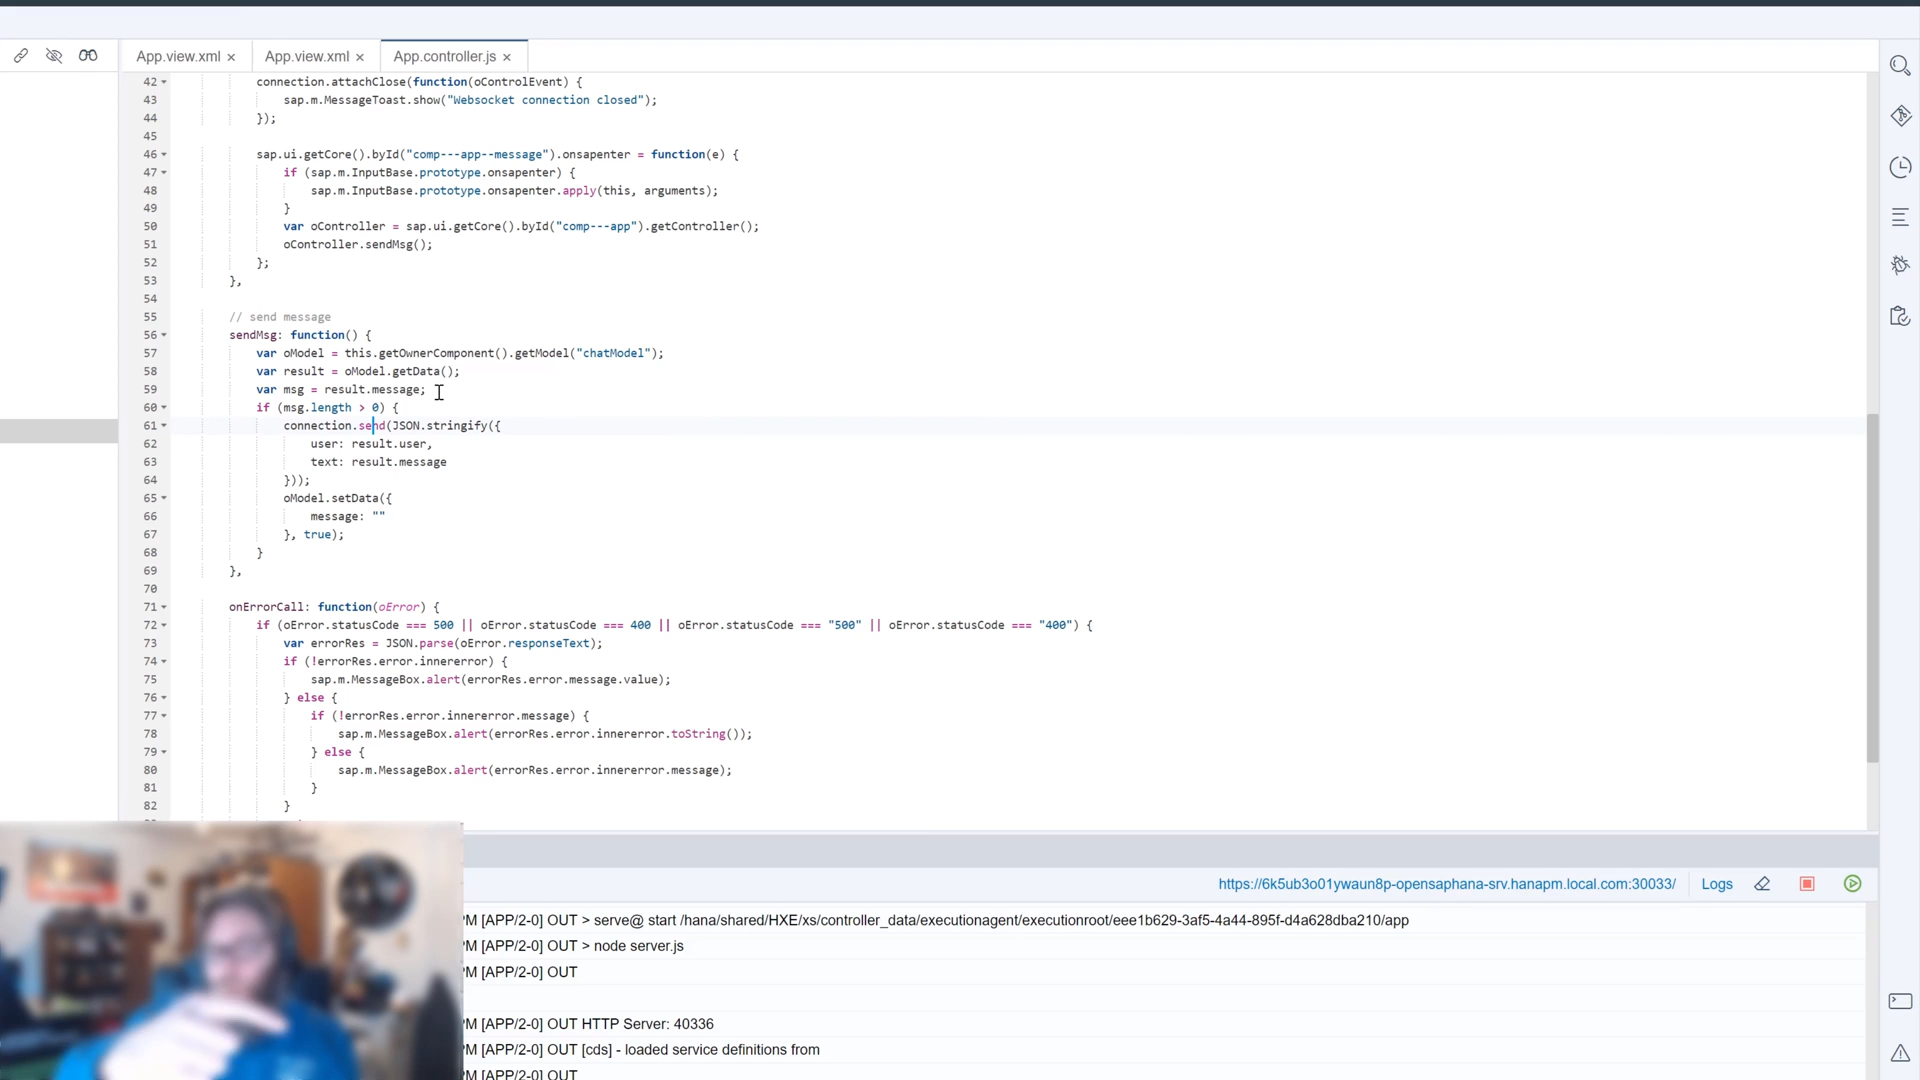 App.view.xml ×
App.view.xml ×
App.controller.js ×
42 connection.attachClose(function(oControlEvent) {
43 sap.m.MessageToast.show("Websocket connection closed");
44 });
45
46 sap.ui.getCore().byId("comp---app--message").onsapenter = function(e) {
47 if (sap.m.InputBase.prototype.onsapenter) {
48 sap.m.InputBase.prototype.onsapenter.apply(this, arguments);
49 }
50 var oController = sap.ui.getCore().byId("comp---app").getController();
51 oController.sendMsg();
52 };
53 },
54
55 // send message
56 sendMsg: function() {
57 var oModel = this.getOwnerComponent().getModel("chatModel");
58 var result = oModel.getData();
59 var msg = result.message;
60 if (msg.length > 0) {
61 connection.send(JSON.stringify({
62 user: result.user,
63 text: result.message
64 }));
65 oModel.setData({
66 message: ""
67 }, true);
68 }
69 },
70
71 onErrorCall: function(oError) {
72 if (oError.statusCode === 500 || oError.statusCode === 400 || oError.statusCode === "500" || oError.statusCode === "400") {
73 var errorRes = JSON.parse(oError.responseText);
74 if (!errorRes.error.innererror) {
75 sap.m.MessageBox.alert(errorRes.error.message.value);
76 } else {
77 if (!errorRes.error.innererror.message) {
78 sap.m.MessageBox.alert(errorRes.error.innererror.toString());
79 } else {
80 sap.m.MessageBox.alert(errorRes.error.innererror.message);
81 }
82 }
https://6k5ub3o01ywaun8p-opensaphana-srv.hanapm.local.com:30033/ Logs
PM [APP/2-0] OUT > serve@ start /hana/shared/HXE/xs/controller_data/executionagent/executionroot/eee1b629-3af5-4a44-895f-d4a628dba210/app
PM [APP/2-0] OUT > node server.js
PM [APP/2-0] OUT
PM [APP/2-0] OUT HTTP Server: 40336
PM [APP/2-0] OUT [cds] - loaded service definitions from
PM [APP/2-0] OUT